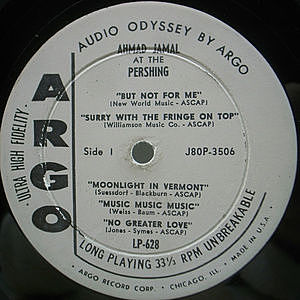 AUDIO ODYSSEY BY ARGO
ULTRA HIGH FIDELITY
ARGO
AHMAD JAMAL
AT THE
PERSHING
"BUT NOT FOR ME"
(New World Music - ASCAP)
"SURRY WITH THE FRINGE ON TOP"
(Williamson Music Co. - ASCAP)
Side 1 J80P-3506
"MOONLIGHT IN VERMONT"
(Suessdorf - Blackburn - ASCAP)
"MUSIC MUSIC MUSIC"
(Weiss - Baum - ASCAP)
"NO GREATER LOVE"
(Jones - Symes - ASCAP)
LP-628
LONG PLAYING 33⅓ RPM UNBREAKABLE
ARGO RECORD CORP. - CHICAGO, ILL. MADE IN U.S.A.